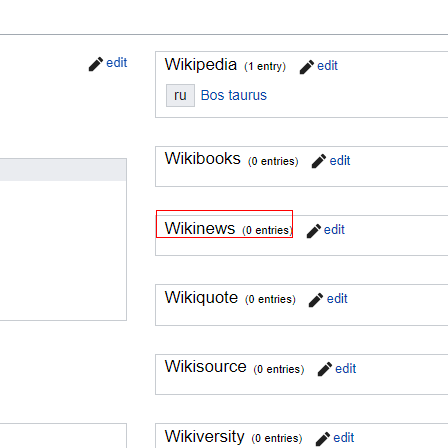 edit
Wikipedia (1 entry) edit
ru Bos taurus
Wikibooks (0 entries) edit
Wikinews (0 entries) edit
Wikiquote (0 entries) edit
Wikisource (0 entries) edit
Wikiversity (0 entries) edit